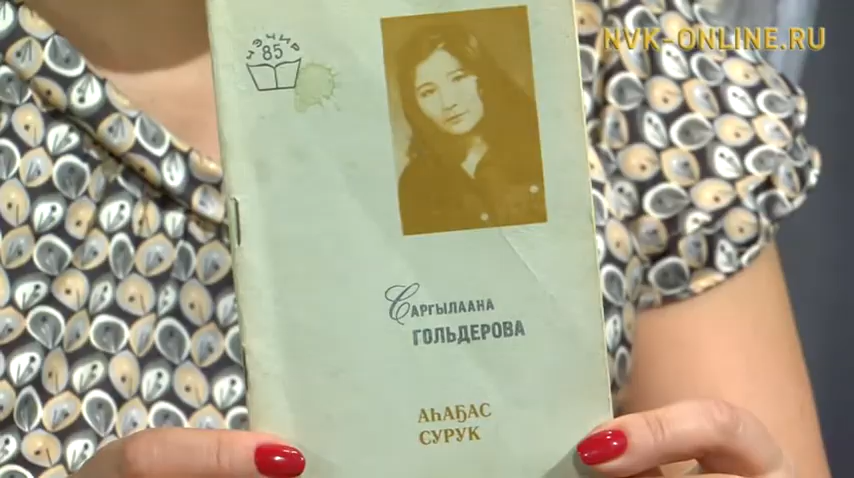 NVK-ONLINE.RU
ЧЭЧИР
85
Саргылаана
ГОЛЬДЕРОВА
АҺАҔАС
СУРУК